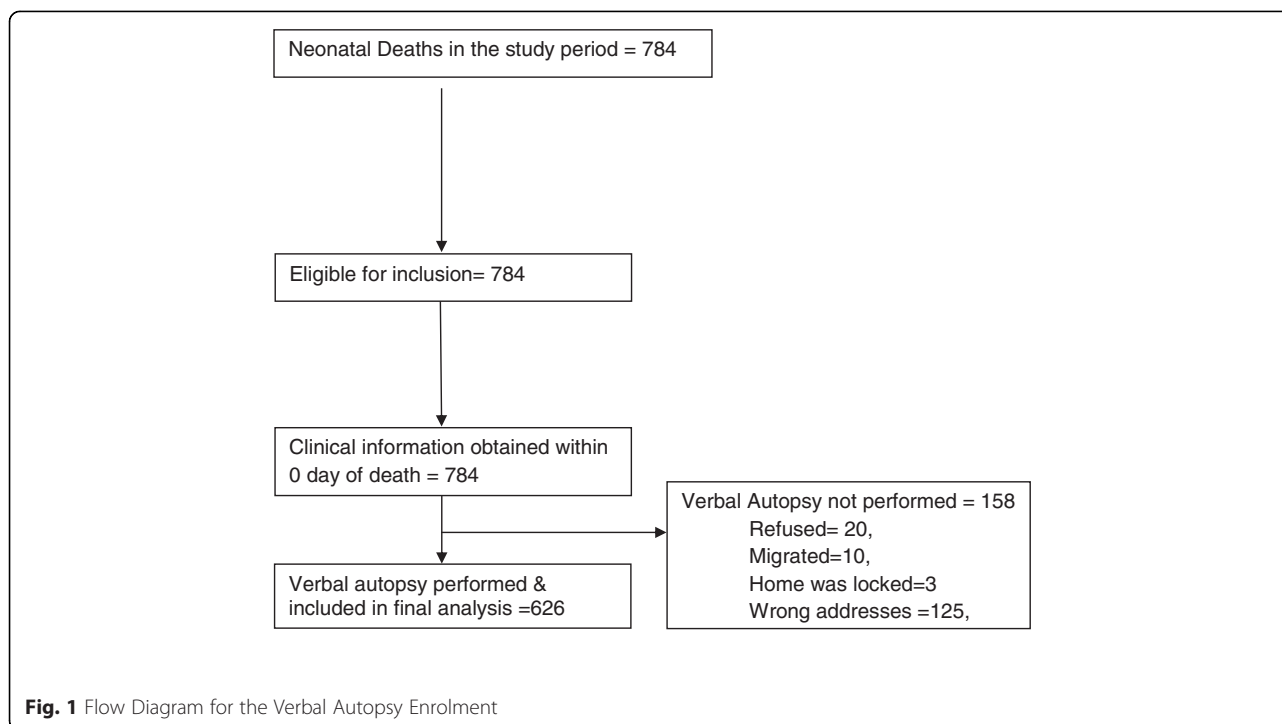 Neonatal Deaths in the study period = 784
Eligible for inclusion= 784
Clinical information obtained within
0 day of death = 784
Verbal Autopsy not performed = 158
Refused= 20,
Migrated=10,
Home was locked=3
Wrong addresses =125,
Verbal autopsy performed &
included in final analysis =626
Fig. 1 Flow Diagram for the Verbal Autopsy Enrolment